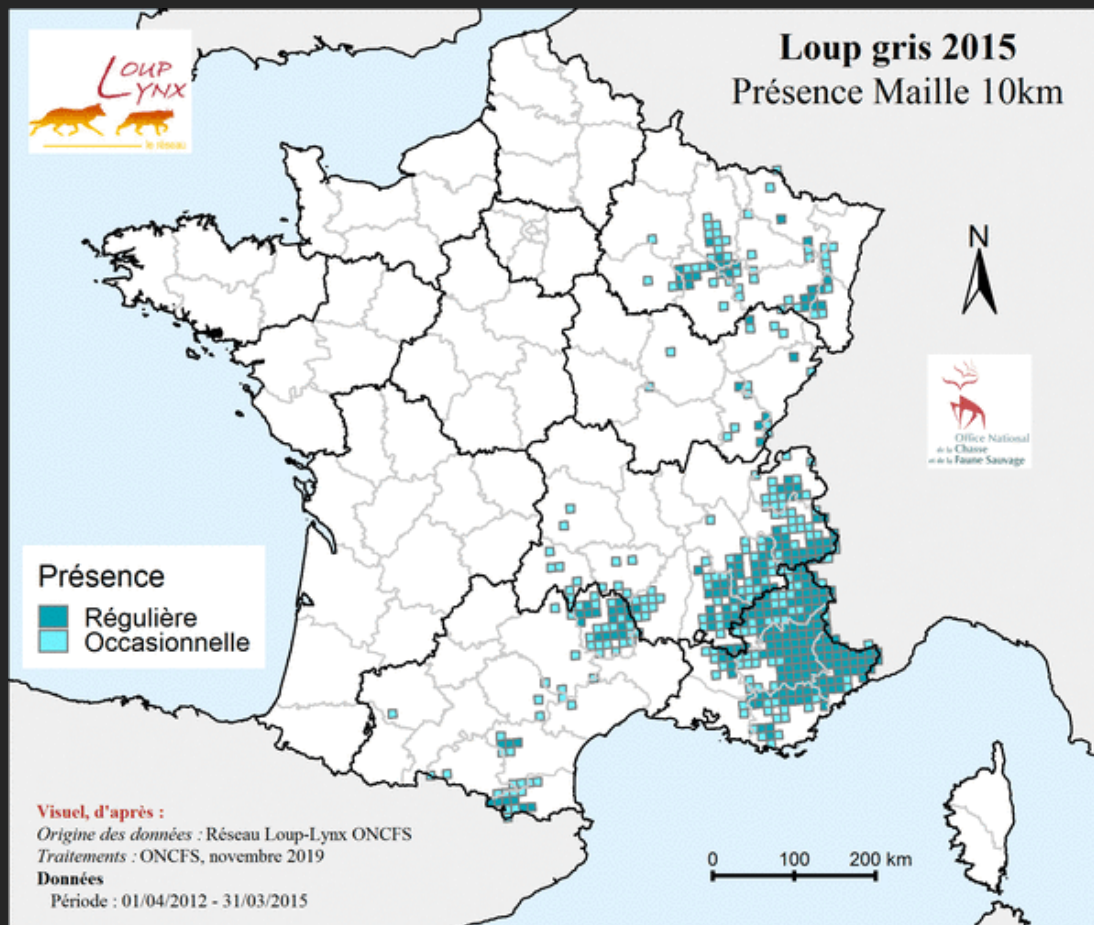 Loup gris 2015
Présence Maille 10km
LOUP
LYNX
le réseau
N
Office National
de la Chasse
et de la Faune Sauvage
Présence
Régulière
Occasionnelle
Visuel, d'après :
Origine des données : Réseau Loup-Lynx ONCFS
Traitements : ONCFS, novembre 2019
Données
Période : 01/04/2012 - 31/03/2015
0 100 200 km